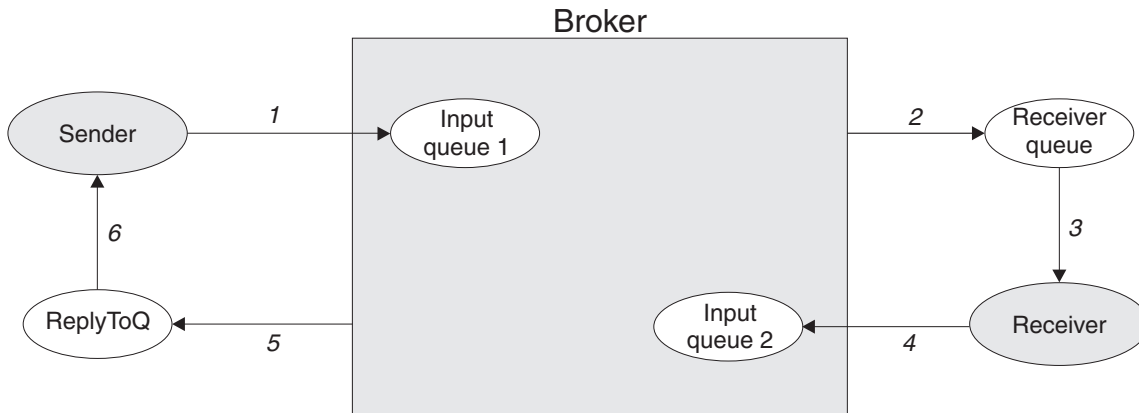 Broker
1
Sender
Input
queue 1
2
Receiver
queue
6
3
ReplyToQ
5
Input
queue 2
4
Receiver